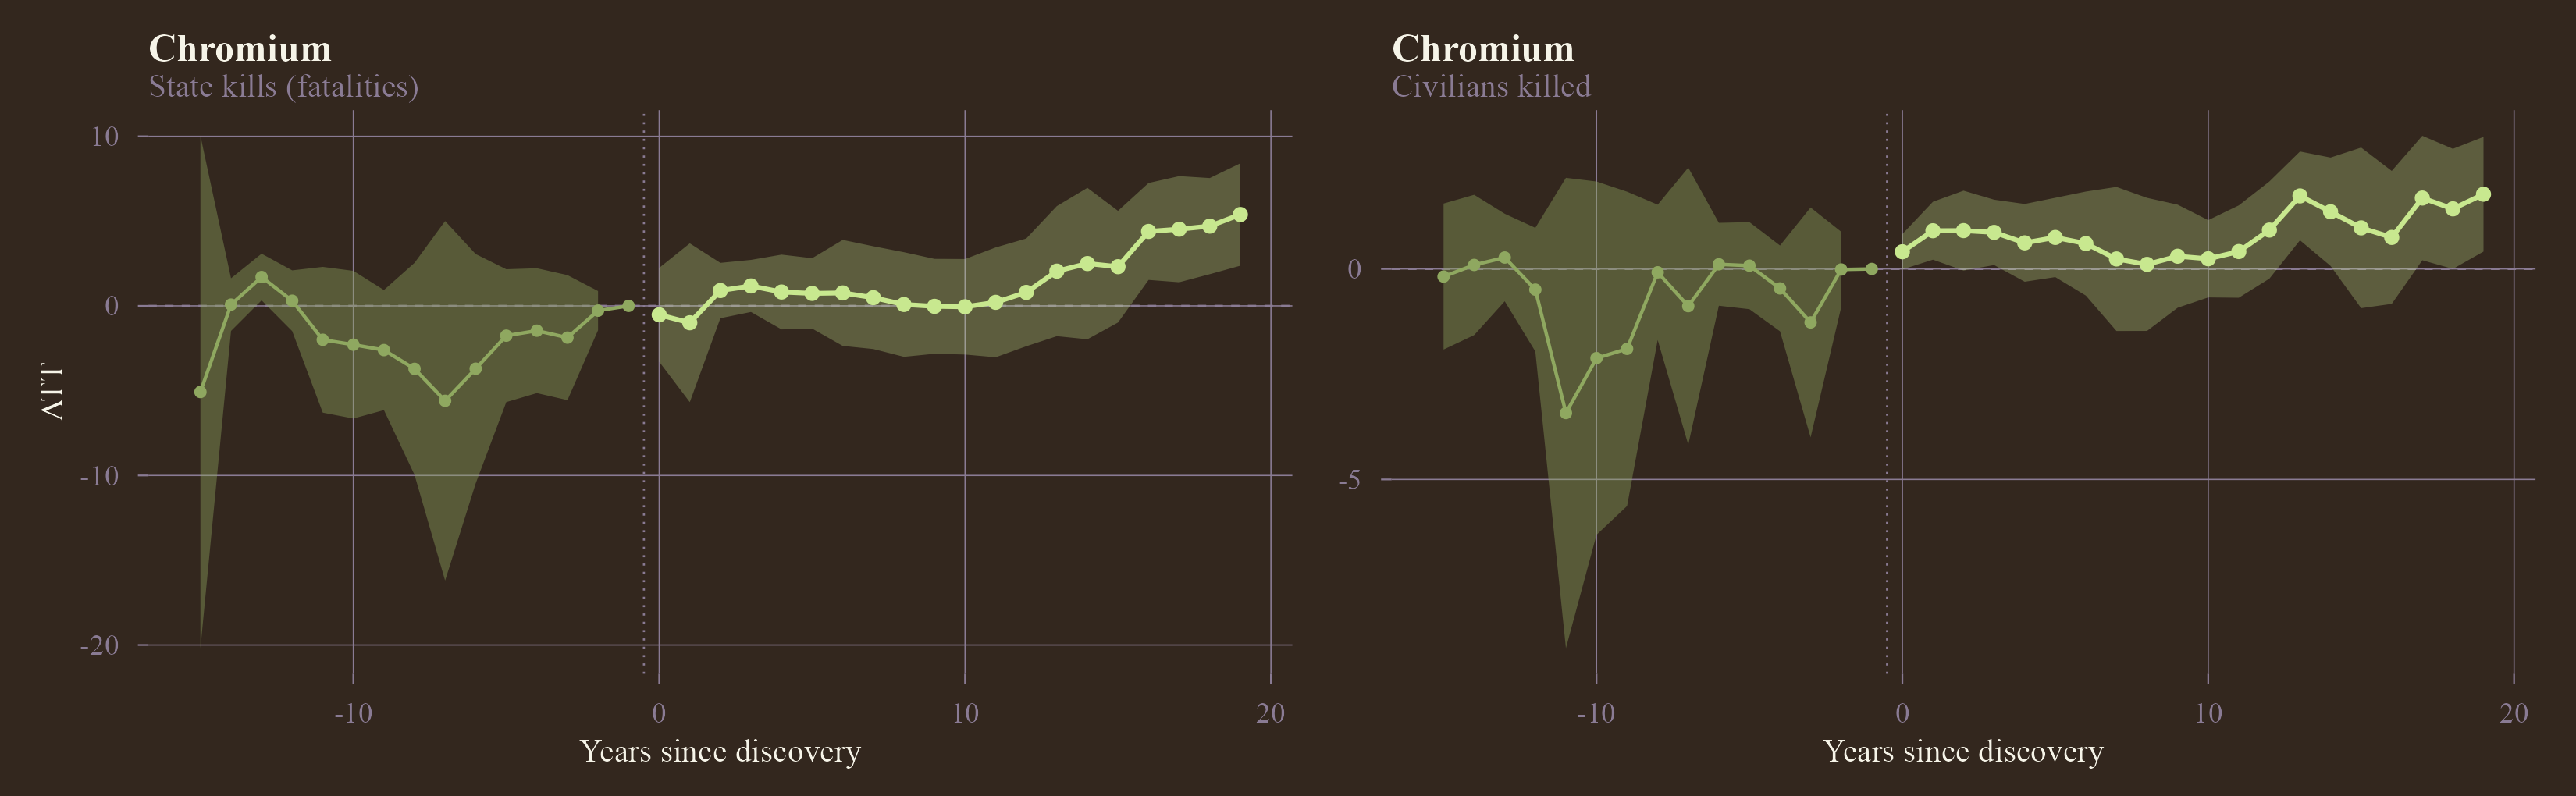 Chromium
State kills (fatalities)
10
0
-10
-20
ATT
-10
0
10
20
Years since discovery
Chromium
Civilians killed
0
-5
-10
0
10
20
Years since discovery